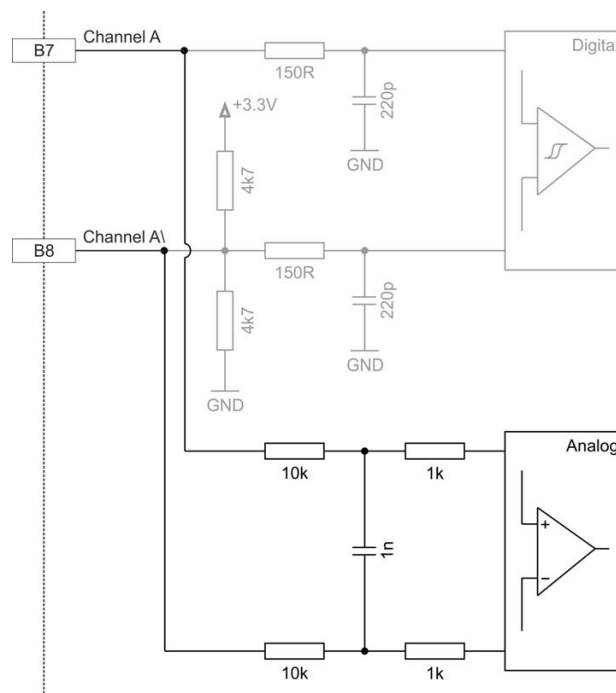 B7
Channel A
150R
220p
GND
Digital
+3.3V
4k7
B8
Channel A\
150R
220p
GND
4k7
GND
Analog
10k
1k
1n
+
−
10k
1k